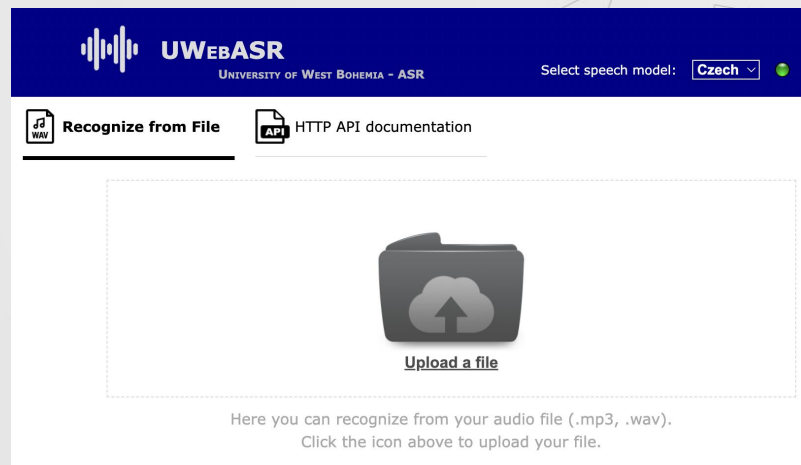 UWebASR
University of West Bohemia - ASR
Select speech model: Czech
WAV Recognize from File
API HTTP API documentation
Upload a file
Here you can recognize from your audio file (.mp3, .wav).
Click the icon above to upload your file.